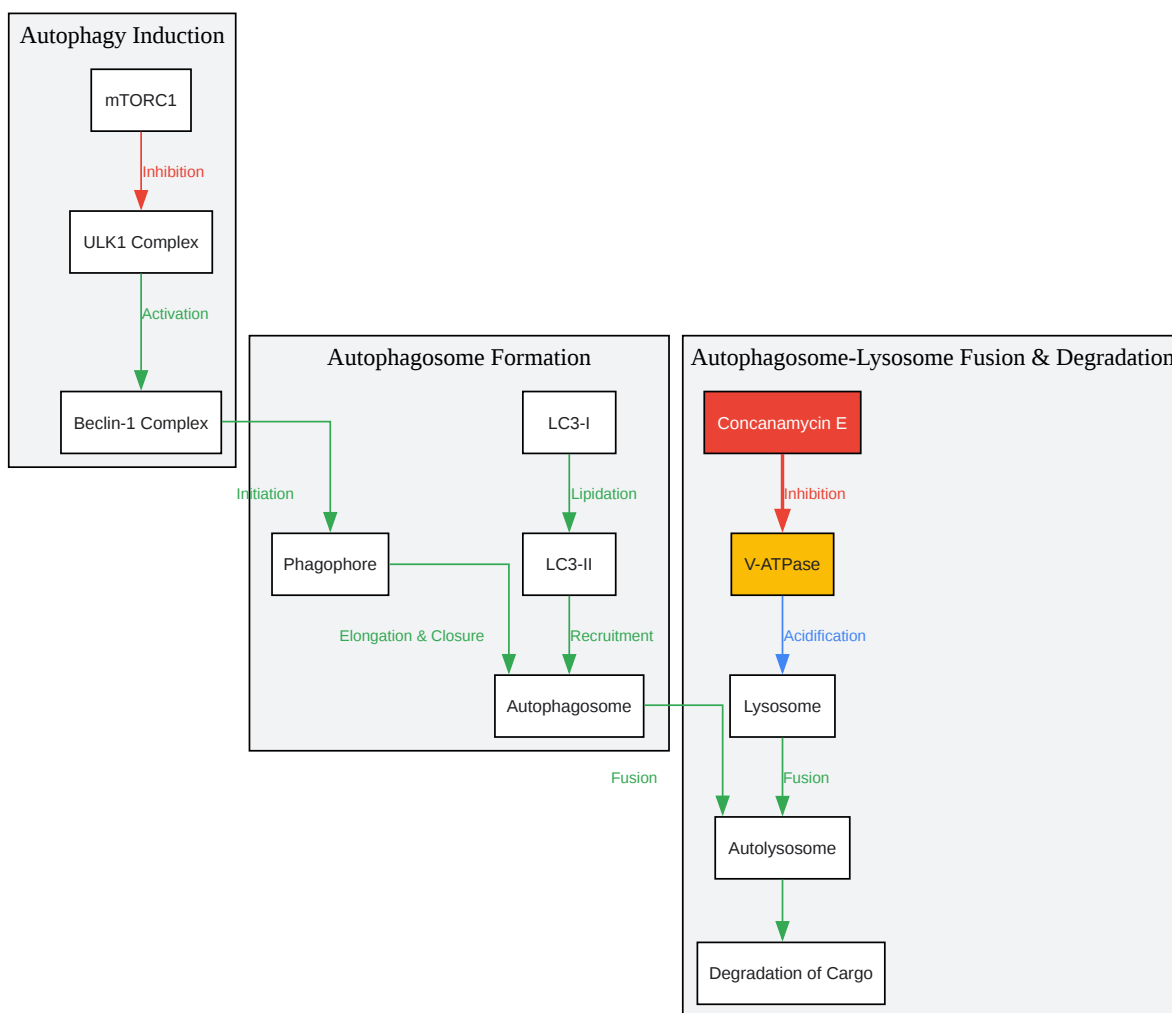 Autophagy Induction
mTORC1
Inhibition
ULK1 Complex
Activation
Beclin-1 Complex
Initiation
Autophagosome Formation
LC3-I
Lipidation
Phagophore
LC3-II
Elongation & Closure
Recruitment
Autophagosome
Fusion
Autophagosome-Lysosome Fusion & Degradation
Concanamycin E
Inhibition
V-ATPase
Acidification
Lysosome
Fusion
Autolysosome
Degradation of Cargo